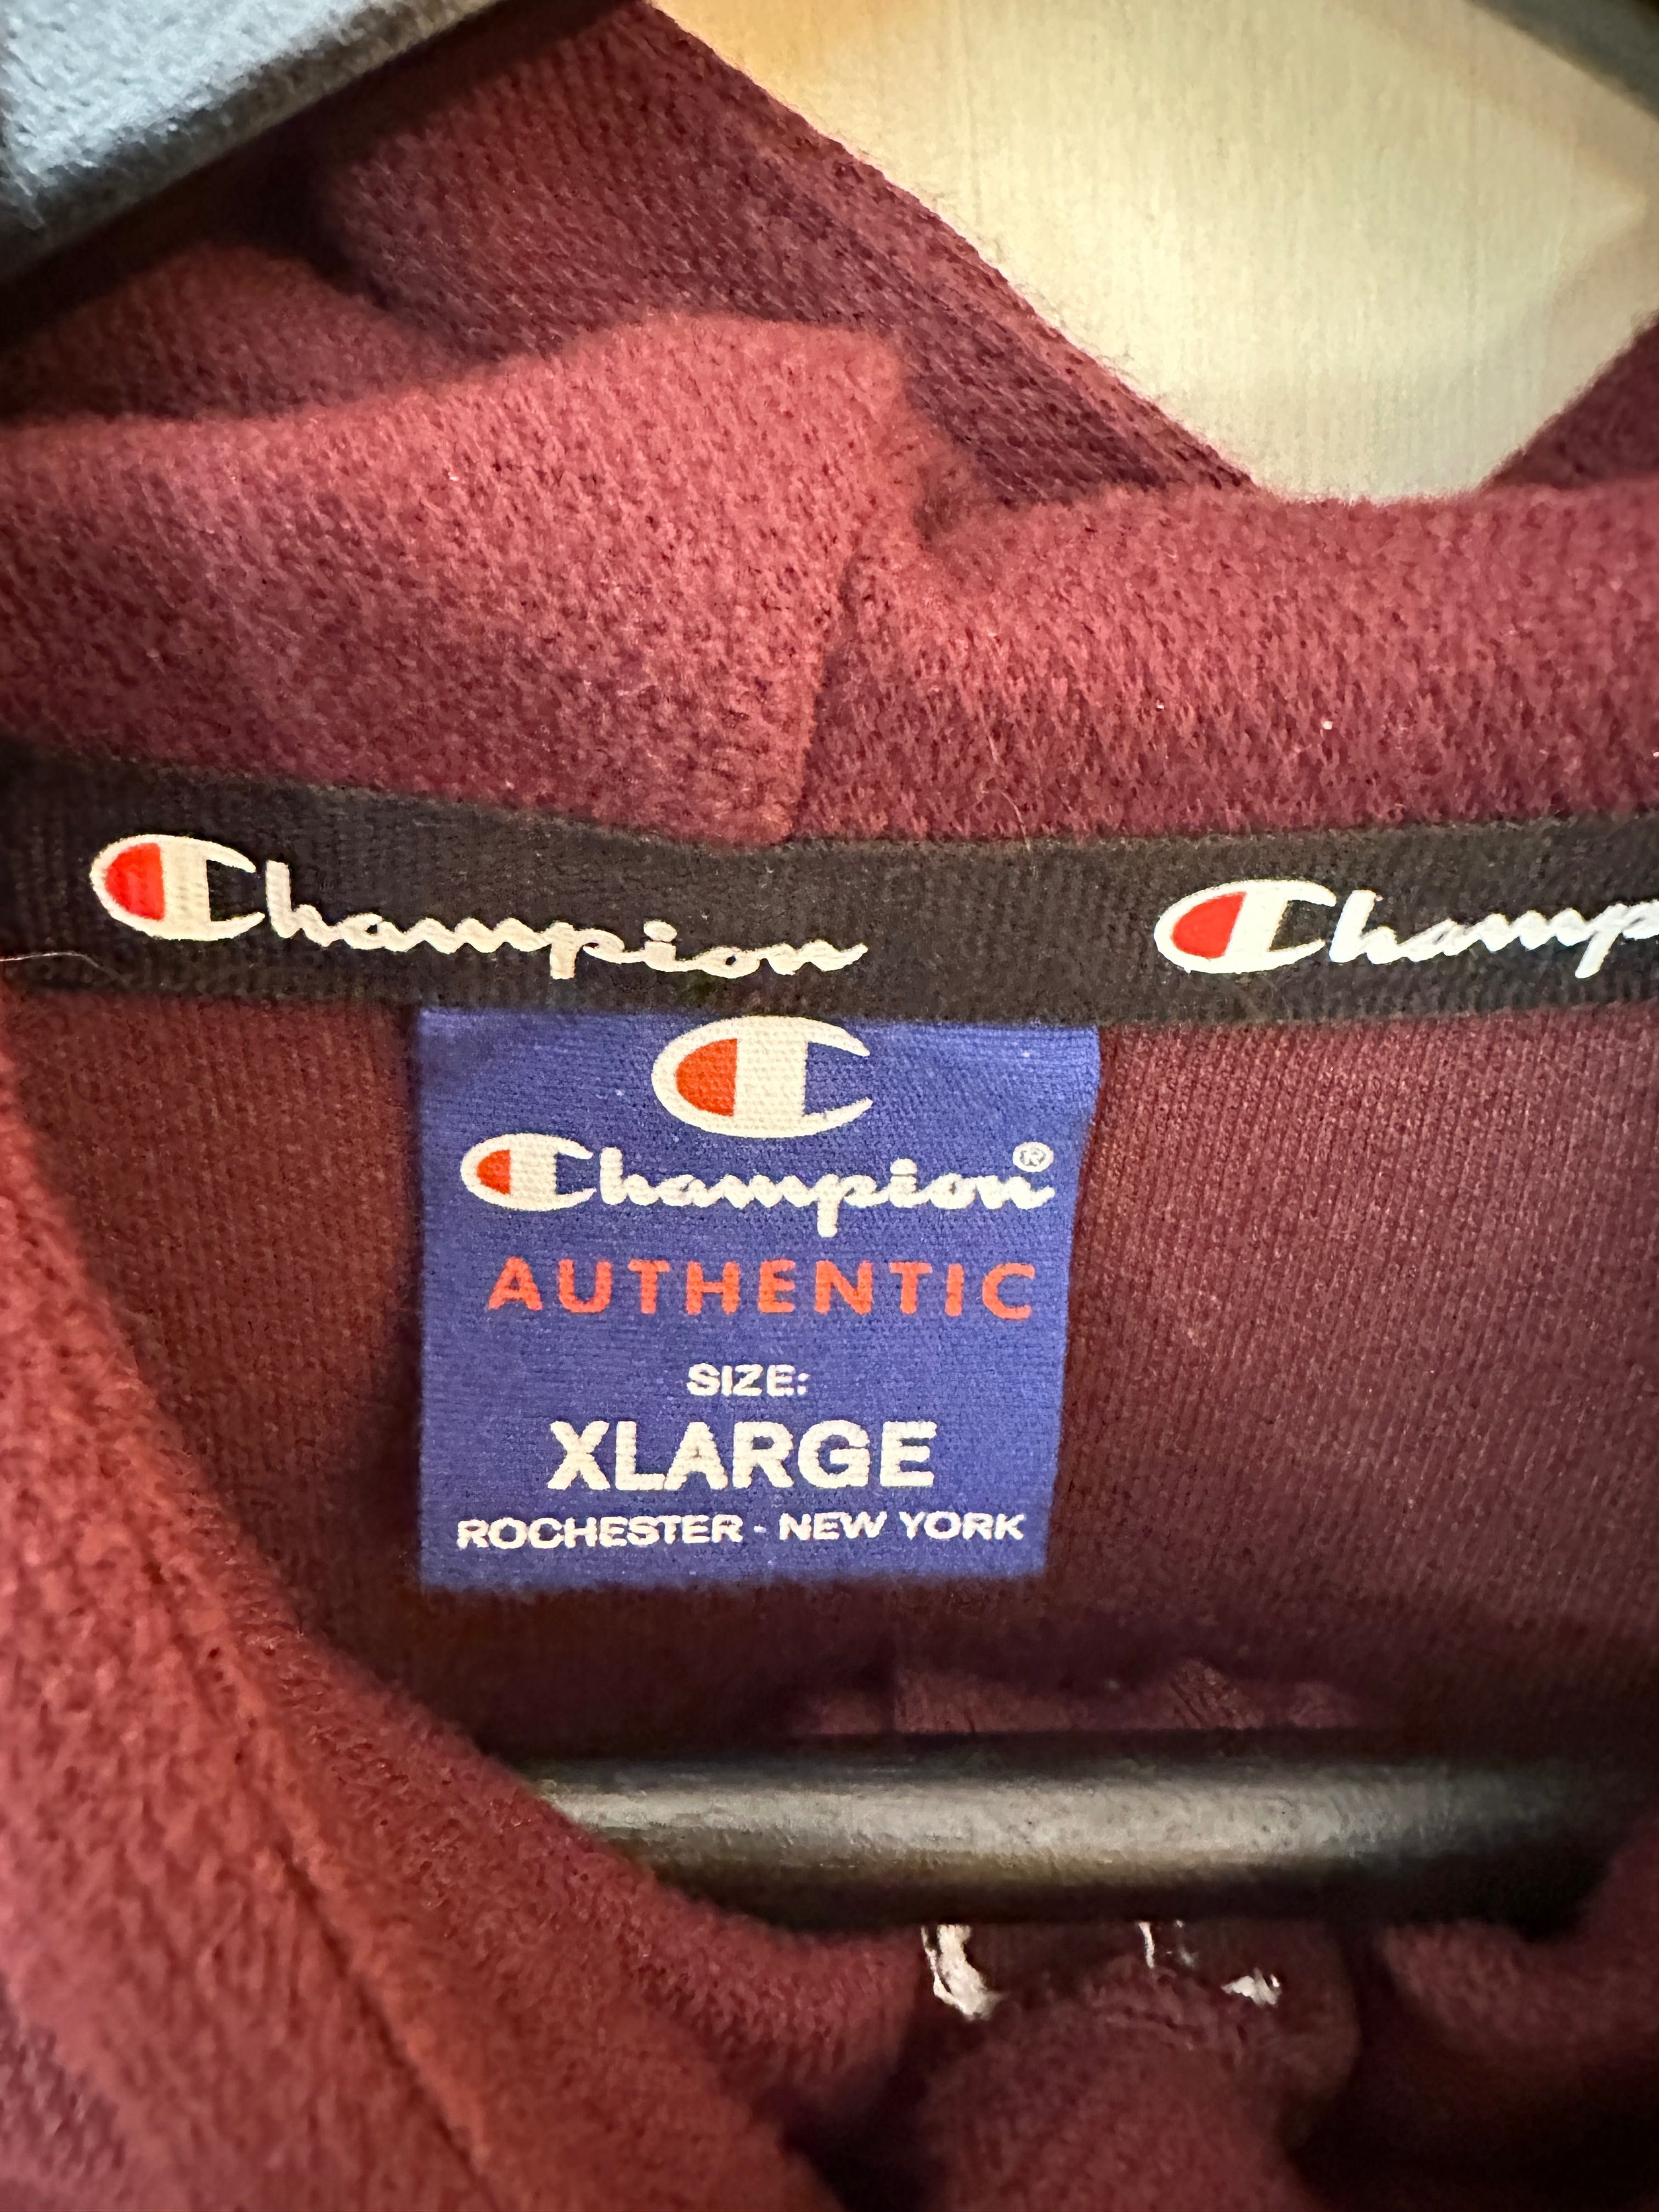 Champion
Champ
Champion®
AUTHENTIC
SIZE:
XLARGE
ROCHESTER - NEW YORK